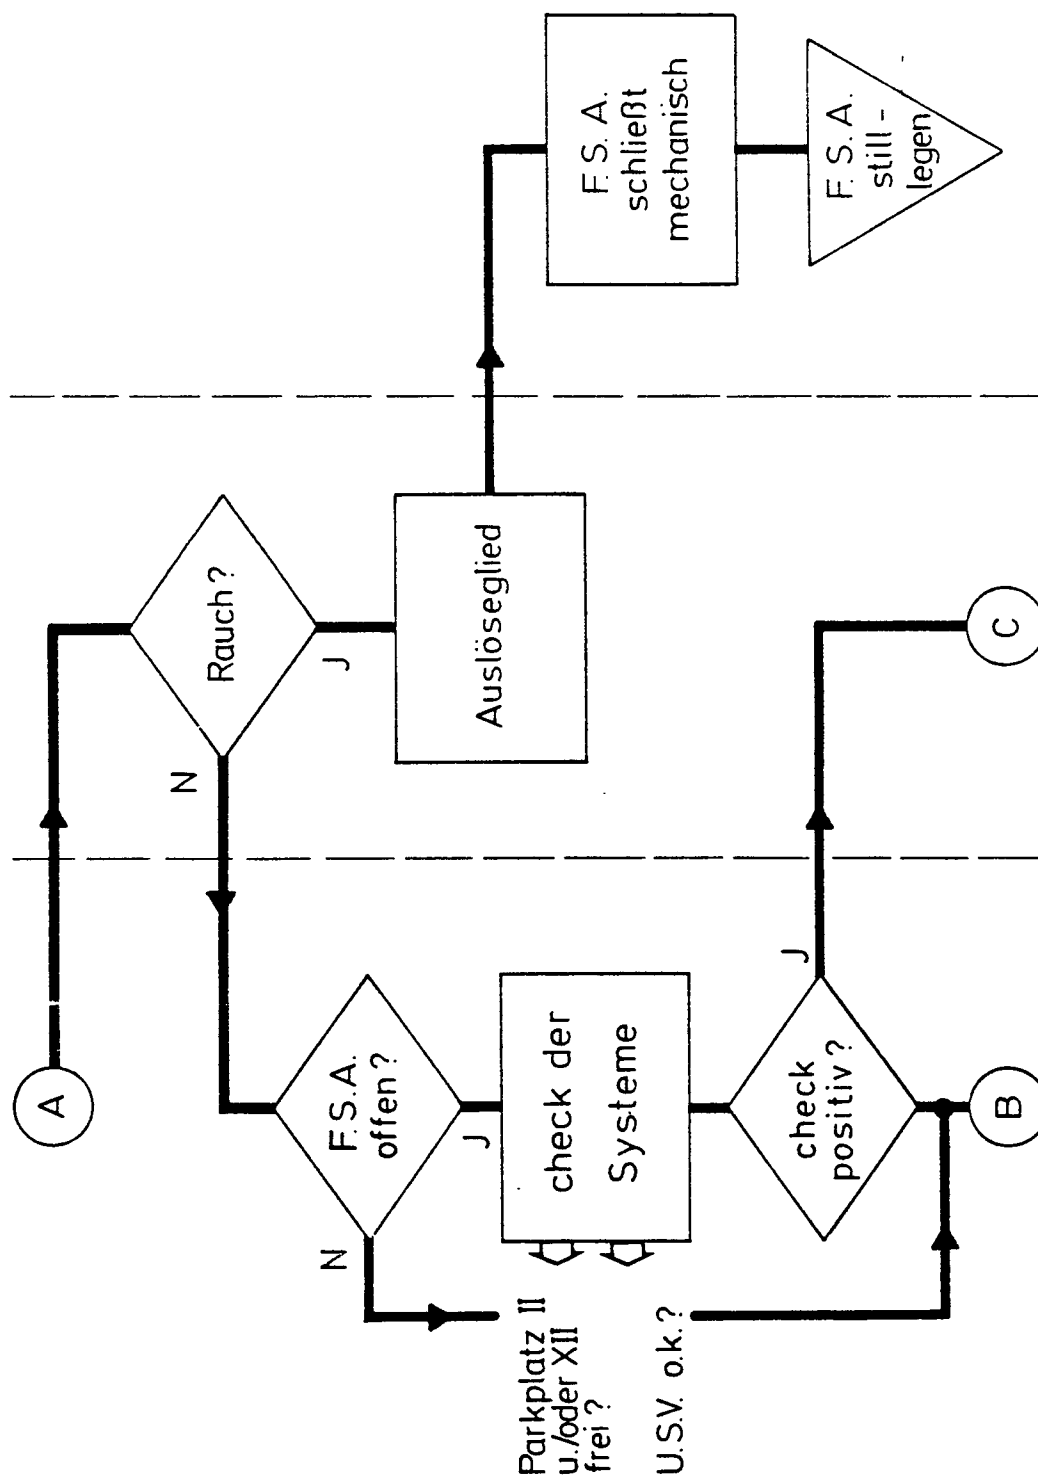 A
Rauch?
N
J
Auslöseglied
F. S. A.
schließt
mechanisch
F. S. A.
still-
legen
F.S.A.
offen?
N
J
check der
Systeme
Parkplatz II
u./oder XII
frei?
U.S.V. o.k.?
check
positiv?
J
B
C